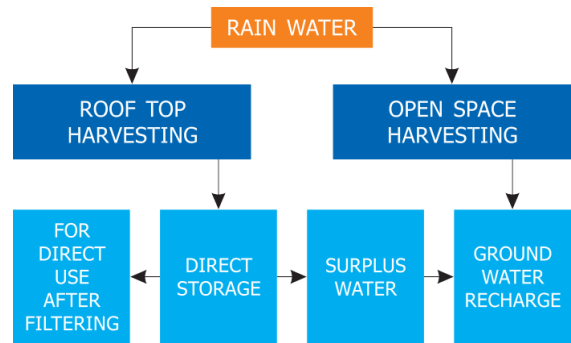 RAIN WATER
ROOF TOP
HARVESTING
OPEN SPACE
HARVESTING
FOR
DIRECT
USE
AFTER
FILTERING
DIRECT
STORAGE
SURPLUS
WATER
GROUND
WATER
RECHARGE